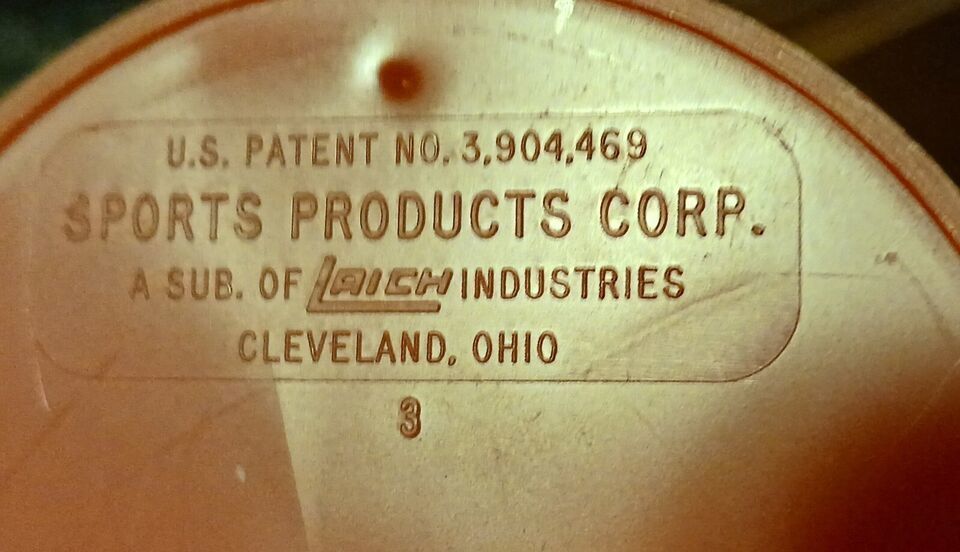 U.S. PATENT NO. 3,904,469
SPORTS PRODUCTS CORP.
A SUB. OF LAICH INDUSTRIES
CLEVELAND, OHIO
3